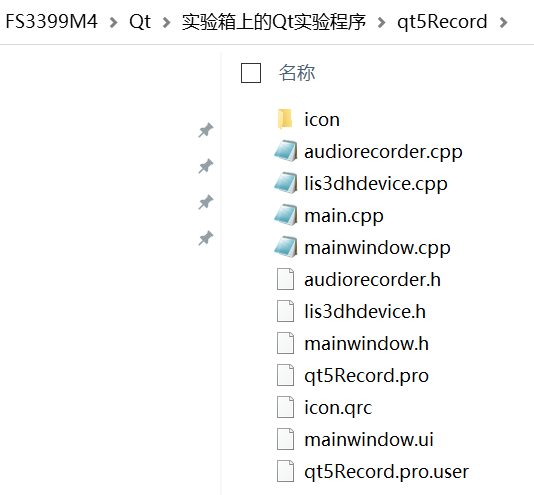 FS3399M4 > Qt > 实验箱上的Qt实验程序 > qt5Record >
名称
icon
audiorecorder.cpp
lis3dhdevice.cpp
main.cpp
mainwindow.cpp
audiorecorder.h
lis3dhdevice.h
mainwindow.h
qt5Record.pro
icon.qrc
mainwindow.ui
qt5Record.pro.user